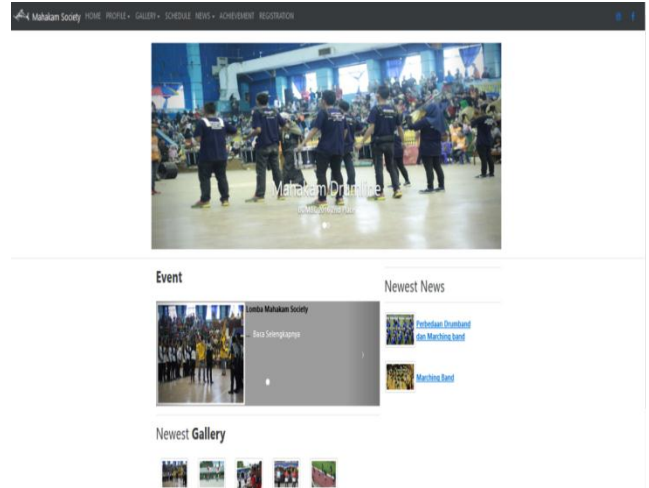 Mahakam Society HOME PROFILE GALLERY SCHEDULE NEWS ACHIEVEMENT REGISTRATION
Mahakam Drumline
Event
Lomba Mahakam Society
... Baca Selengkapnya
Newest News
Perbedaan Drumband
dan Marching band
Marching Band
Newest Gallery